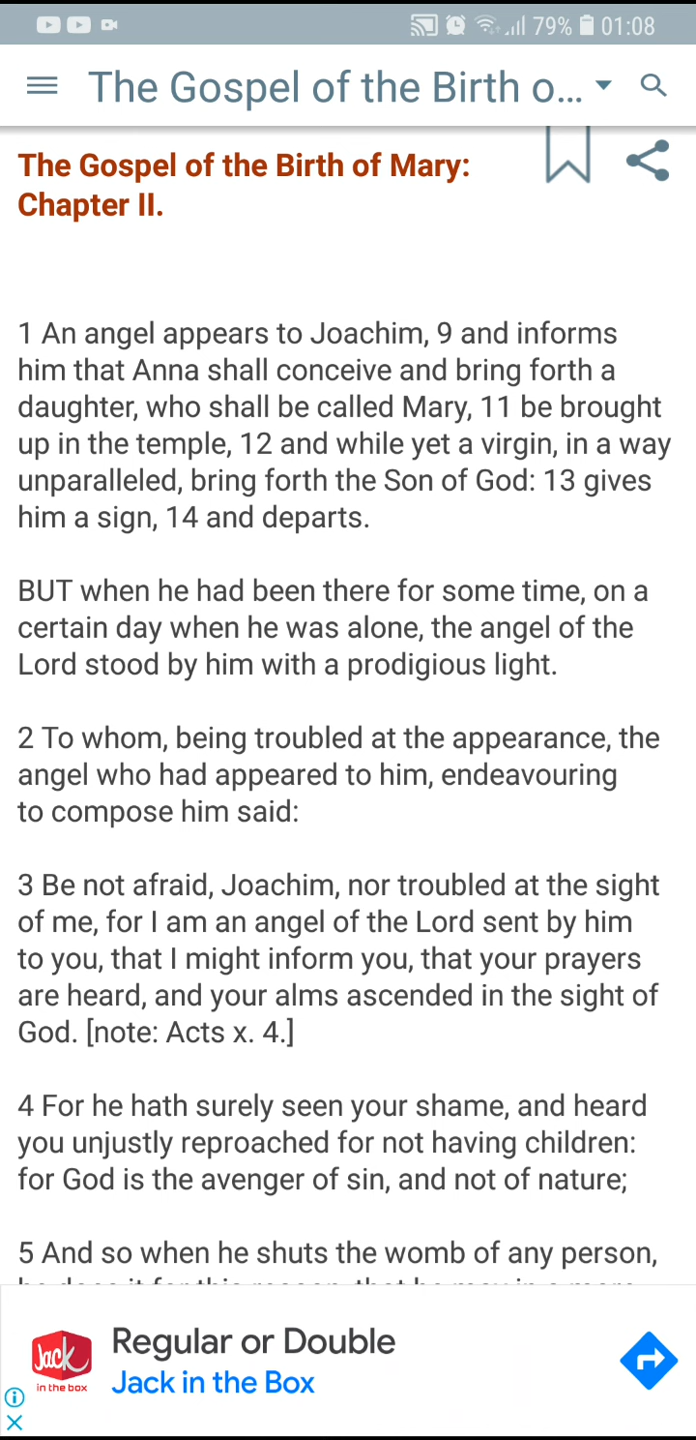 79% 01:08
The Gospel of the Birth o...
The Gospel of the Birth of Mary:
Chapter II.
1 An angel appears to Joachim, 9 and informs
him that Anna shall conceive and bring forth a
daughter, who shall be called Mary, 11 be brought
up in the temple, 12 and while yet a virgin, in a way
unparalleled, bring forth the Son of God: 13 gives
him a sign, 14 and departs.
BUT when he had been there for some time, on a
certain day when he was alone, the angel of the
Lord stood by him with a prodigious light.
2 To whom, being troubled at the appearance, the
angel who had appeared to him, endeavouring
to compose him said:
3 Be not afraid, Joachim, nor troubled at the sight
of me, for I am an angel of the Lord sent by him
to you, that I might inform you, that your prayers
are heard, and your alms ascended in the sight of
God. [note: Acts x. 4.]
4 For he hath surely seen your shame, and heard
you unjustly reproached for not having children:
for God is the avenger of sin, and not of nature;
5 And so when he shuts the womb of any person,
Regular or Double
Jack in the Box
Jack
in the box